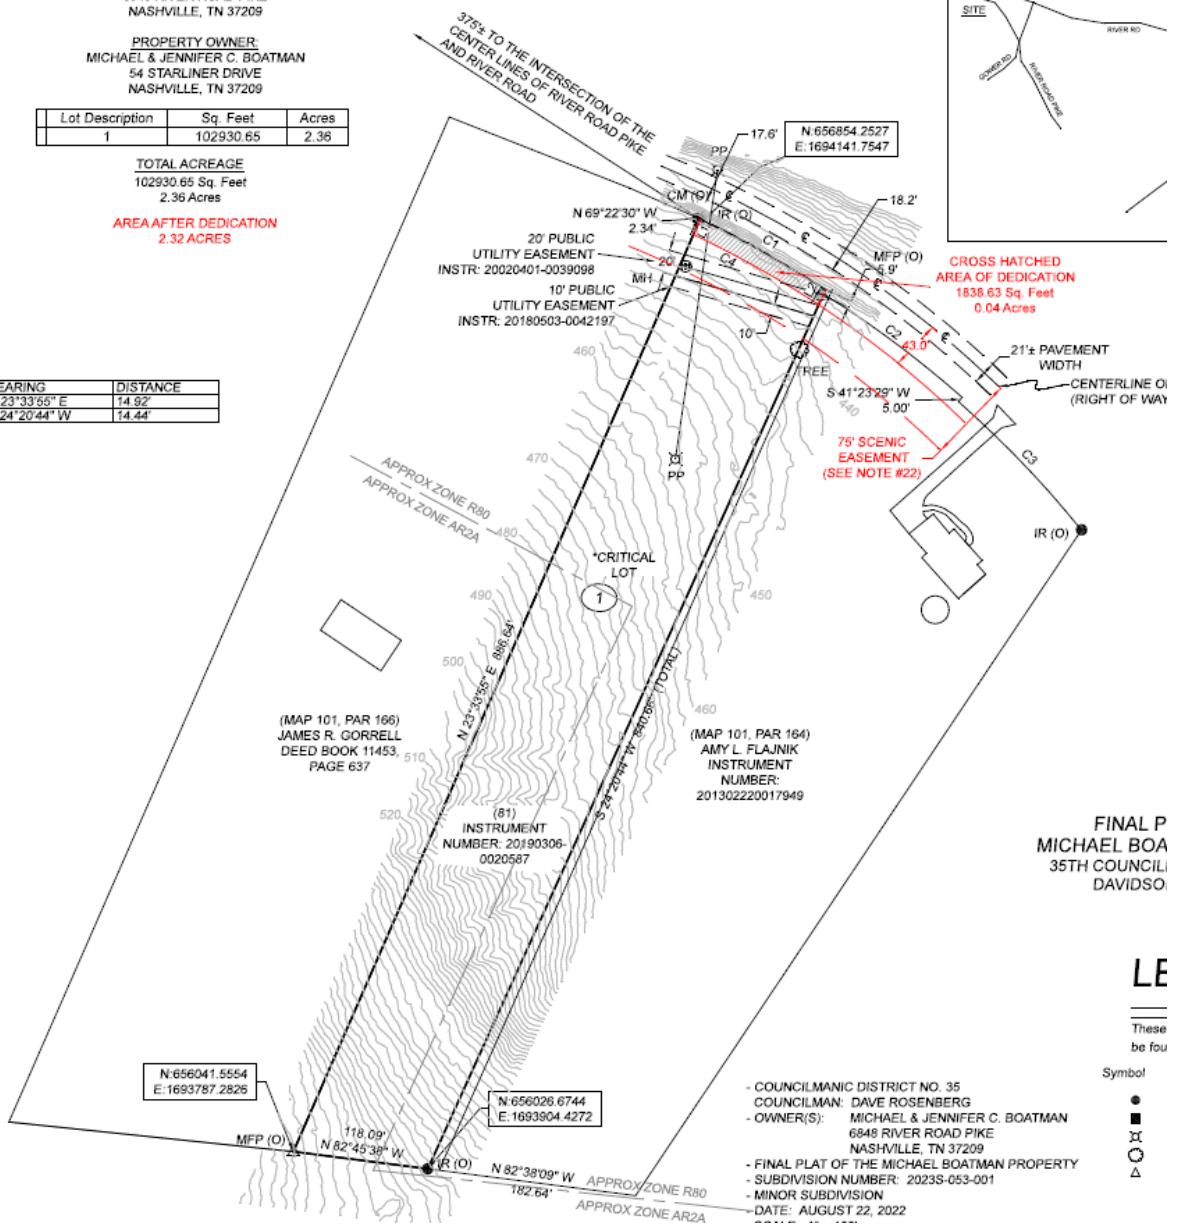 NASHVILLE, TN 37209
PROPERTY OWNER:
MICHAEL & JENNIFER C. BOATMAN
54 STARLINER DRIVE
NASHVILLE, TN 37209
Lot Description Sq. Feet Acres
1 102930.65 2.36
TOTAL ACREAGE
102930.65 Sq. Feet
2.36 Acres
AREA AFTER DEDICATION
2.32 ACRES
EARING DISTANCE
23°33'55" E 14.92'
24°20'44" W 14.44'
375'± TO THE INTERSECTION OF THE
CENTER LINES OF RIVER ROAD PIKE
AND RIVER ROAD
SITE
RIVER RD
GOWER RD
RIVER ROAD PIKE
17.6'
PP
N:656854.2527
E:1694141.7547
CM (O)
IR (O)
N 69°22'30" W
2.34'
18.2'
C1
C4
MFP (O)
5.9'
20' PUBLIC
UTILITY EASEMENT
INSTR: 20020401-0039098
20'
MH
10' PUBLIC
UTILITY EASEMENT
INSTR: 20180503-0042197
10'
CROSS HATCHED
AREA OF DEDICATION
1838.63 Sq. Feet
0.04 Acres
C2
43.0'
21'± PAVEMENT
WIDTH
CENTERLINE O
(RIGHT OF WAY
TREE
S 41°23'29" W
5.00'
75' SCENIC
EASEMENT
(SEE NOTE #22)
C3
IR (O)
460
440
470
PP
APPROX ZONE R80
APPROX ZONE AR2A
480
*CRITICAL
LOT
1
490
450
500
N 23°33'55" E 886.64'
S 24°20'44" W 840.66' (TOTAL)
460
(MAP 101, PAR 166)
JAMES R. GORRELL
DEED BOOK 11453,
PAGE 637
510
520
(MAP 101, PAR 164)
AMY L. FLAJNIK
INSTRUMENT
NUMBER:
201302220017949
(81)
INSTRUMENT
NUMBER: 20190306-
0020587
FINAL P
MICHAEL BOA
35TH COUNCIL
DAVIDSO
LE
These
be fou
Symbol
N:656041.5554
E:1693787.2826
N:656026.6744
E:1693904.4272
MFP (O)
118.09'
N 82°45'38" W
IR (O)
N 82°38'09" W
182.64'
APPROX ZONE R80
APPROX ZONE AR2A
- COUNCILMANIC DISTRICT NO. 35
COUNCILMAN: DAVE ROSENBERG
- OWNER(S): MICHAEL & JENNIFER C. BOATMAN
6848 RIVER ROAD PIKE
NASHVILLE, TN 37209
- FINAL PLAT OF THE MICHAEL BOATMAN PROPERTY
- SUBDIVISION NUMBER: 2023S-053-001
- MINOR SUBDIVISION
- DATE: AUGUST 22, 2022